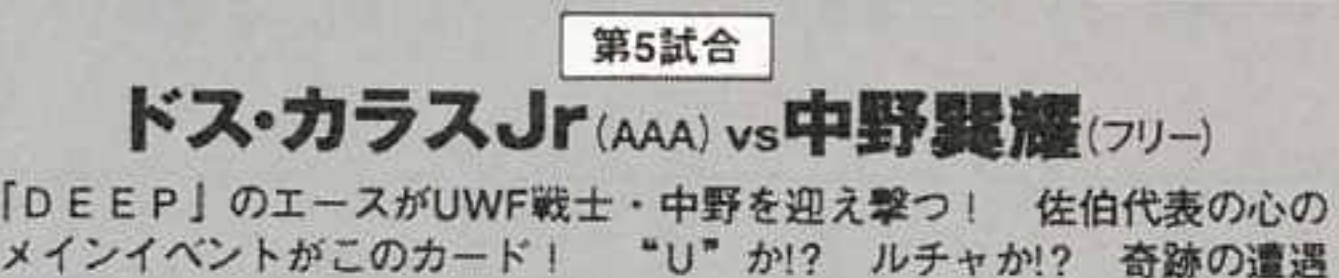 第5試合
ドス・カラスJr(AAA) vs 中野巽耀(フリー)
「DEEP」のエースがUWF戦士・中野を迎え撃つ！　佐伯代表の心の
メインイベントがこのカード！　“U”か!?　ルチャか!?　奇跡の遭遇